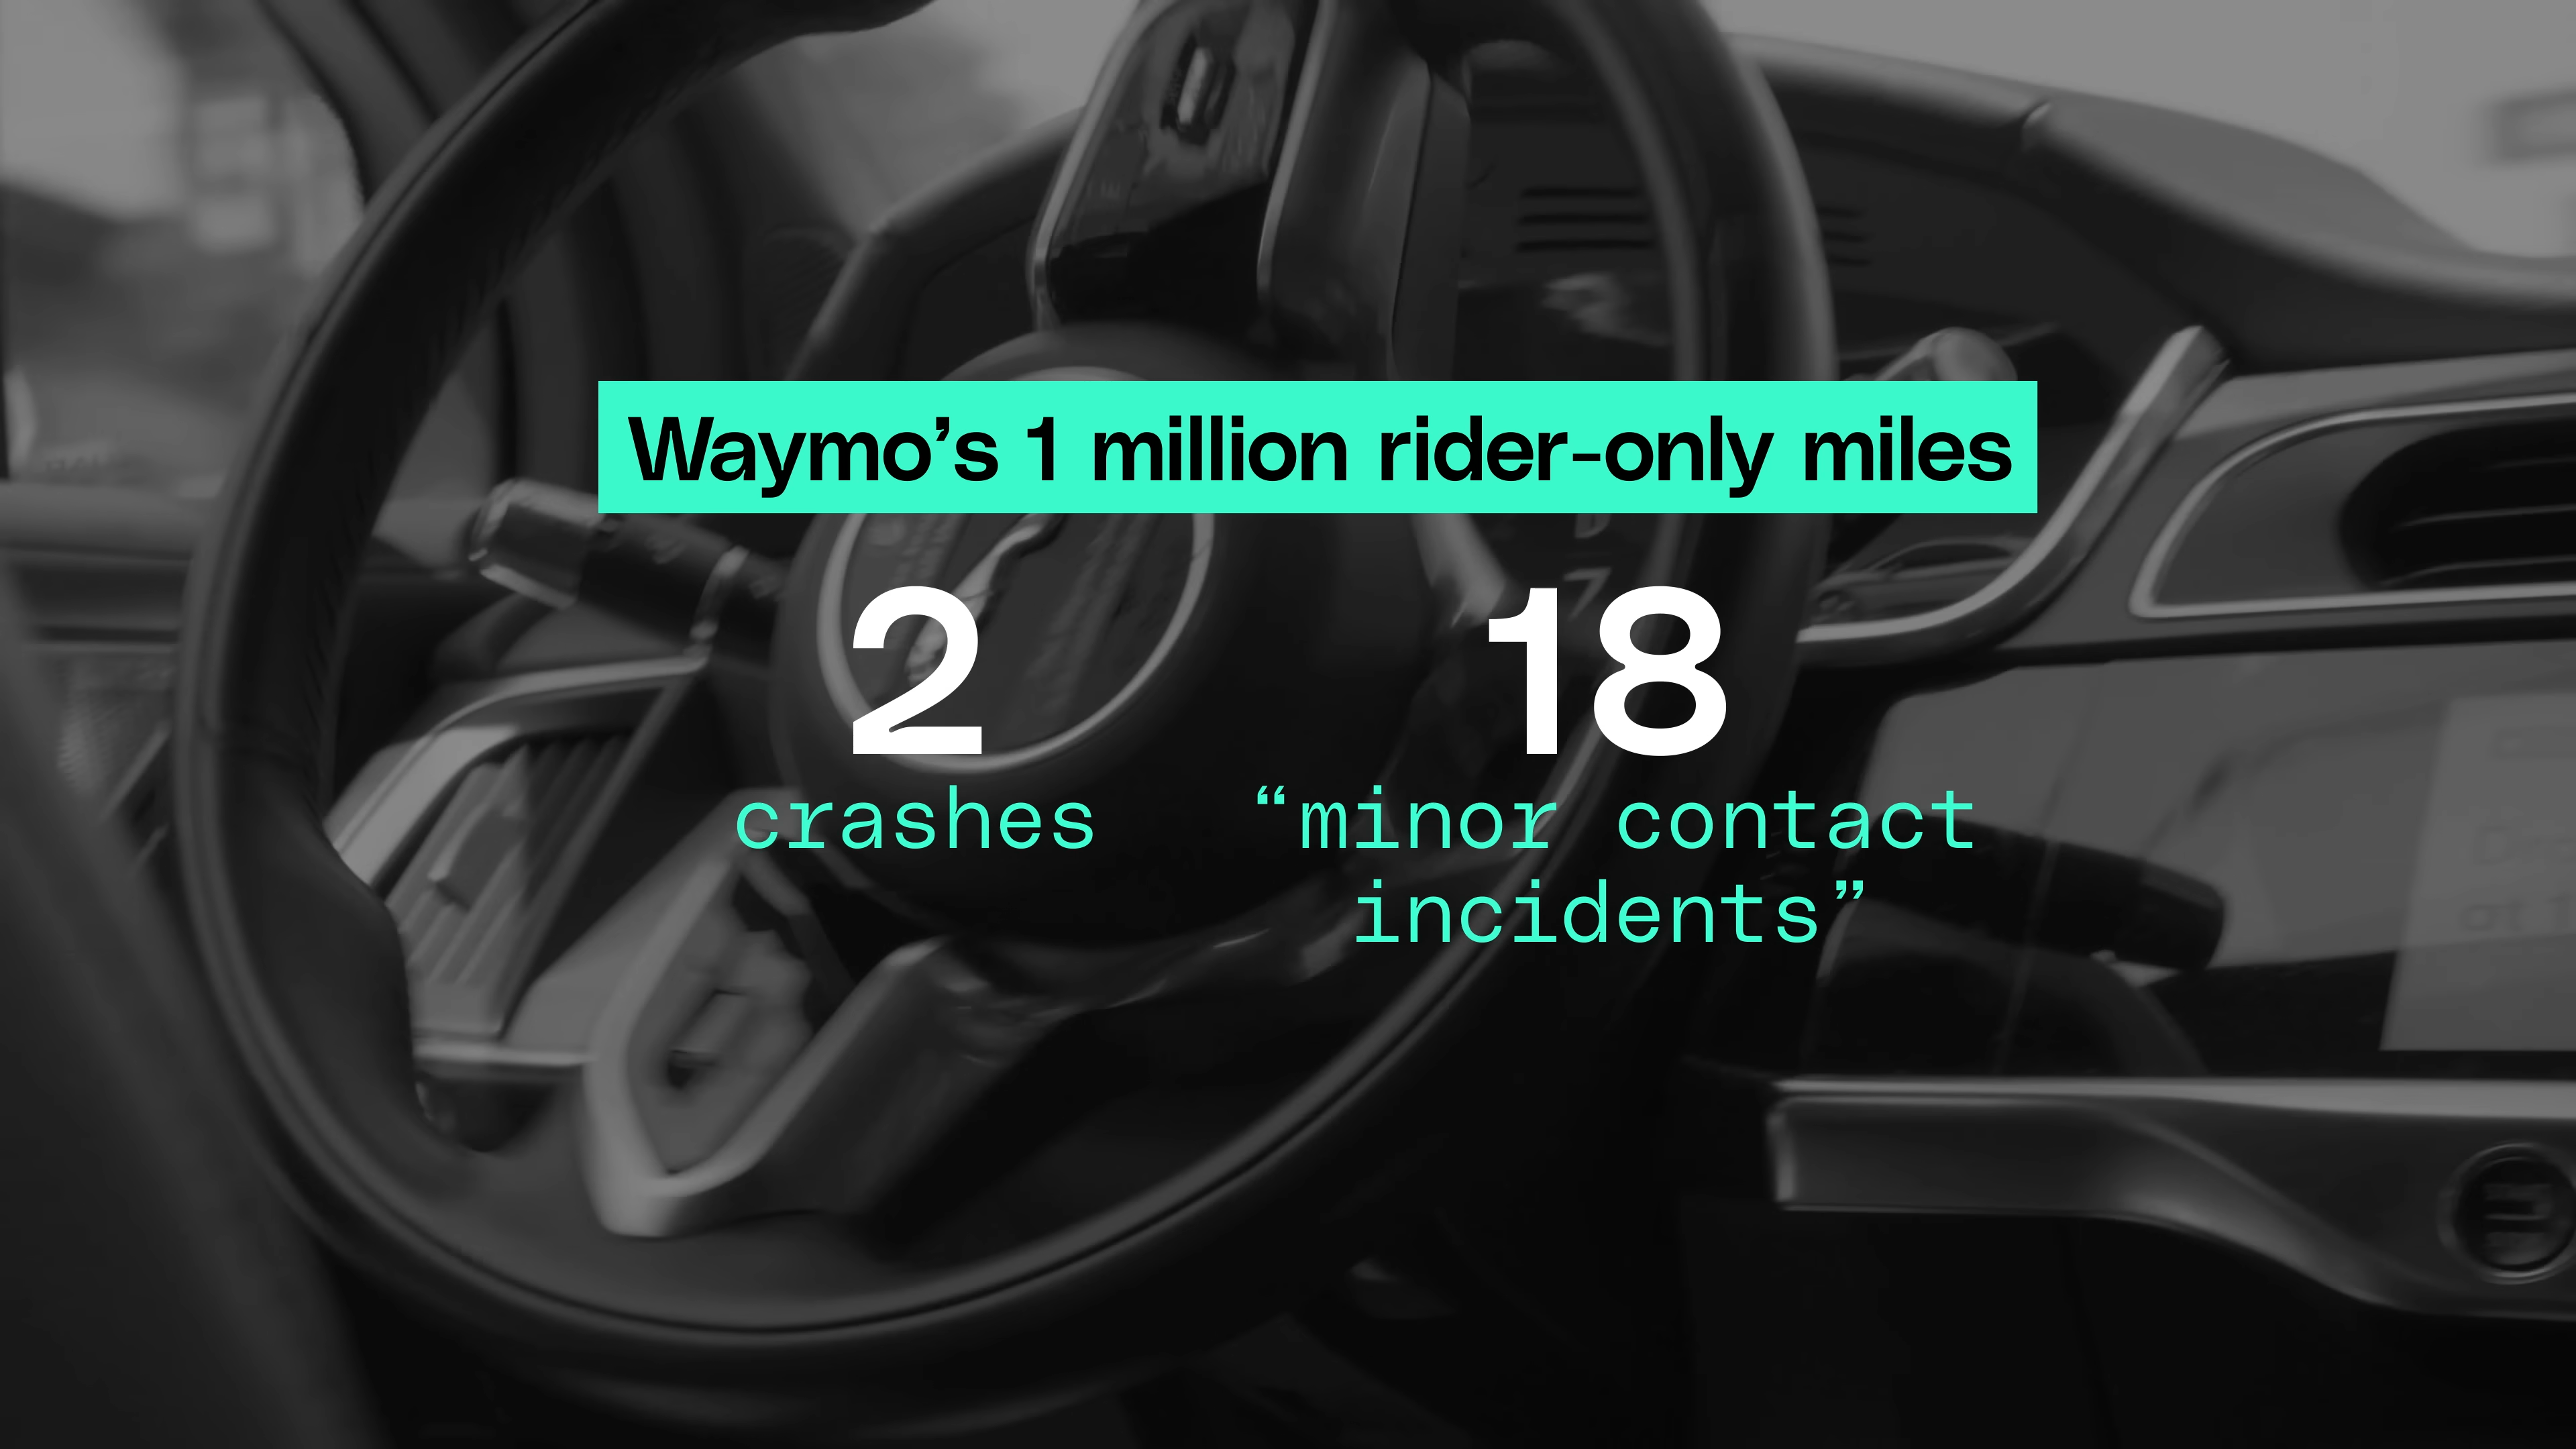 Waymo’s 1 million rider-only miles
2
crashes
18
“minor contact
incidents”